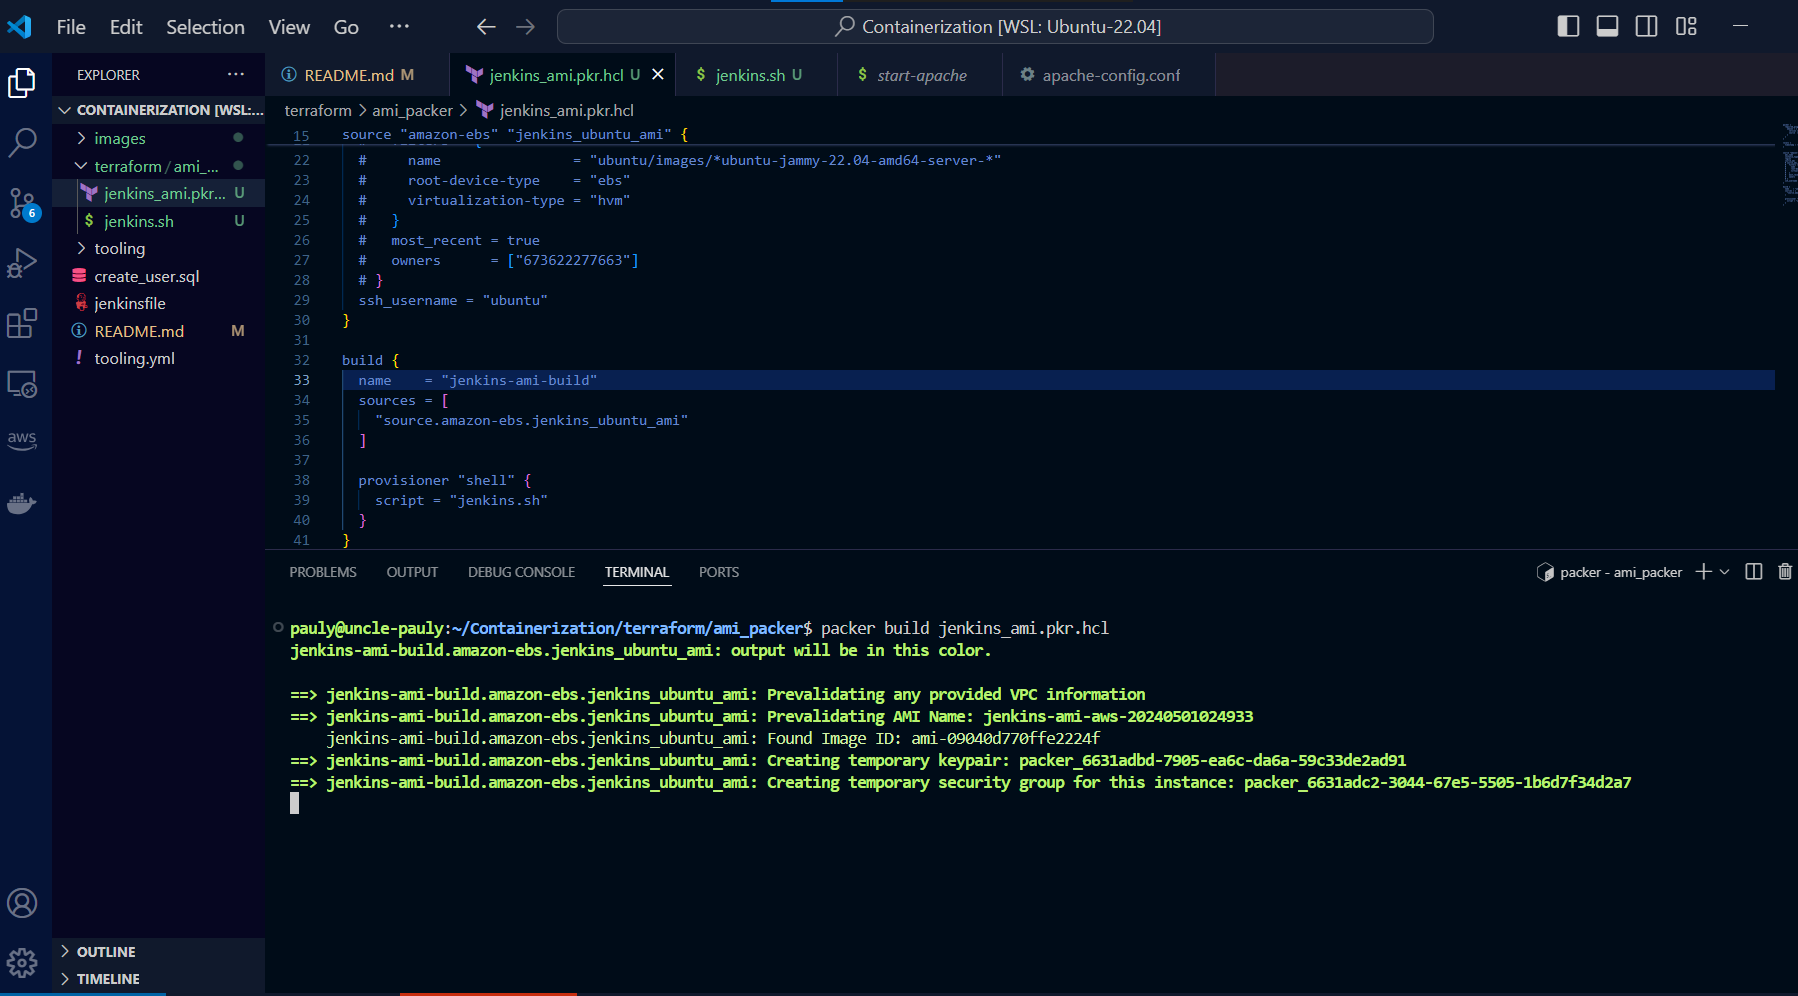 File Edit Selection View Go ···
Containerization [WSL: Ubuntu-22.04]
EXPLORER ···
CONTAINERIZATION [WSL:...
images
terraform / ami_...
jenkins_ami.pkr... U
$ jenkins.sh U
tooling
create_user.sql
jenkinsfile
README.md M
! tooling.yml
OUTLINE
TIMELINE
6
aws
README.md M
jenkins_ami.pkr.hcl U
$ jenkins.sh U
$ start-apache
apache-config.conf
terraform > ami_packer > jenkins_ami.pkr.hcl
15 source "amazon-ebs" "jenkins_ubuntu_ami" {
22 # name = "ubuntu/images/*ubuntu-jammy-22.04-amd64-server-*"
23 # root-device-type = "ebs"
24 # virtualization-type = "hvm"
25 # }
26 # most_recent = true
27 # owners = ["673622277663"]
28 # }
29 ssh_username = "ubuntu"
30 }
31
32 build {
33 name = "jenkins-ami-build"
34 sources = [
35 "source.amazon-ebs.jenkins_ubuntu_ami"
36 ]
37
38 provisioner "shell" {
39 script = "jenkins.sh"
40 }
41 }
PROBLEMS OUTPUT DEBUG CONSOLE TERMINAL PORTS
packer - ami_packer
pauly@uncle-pauly:~/Containerization/terraform/ami_packer$ packer build jenkins_ami.pkr.hcl
jenkins-ami-build.amazon-ebs.jenkins_ubuntu_ami: output will be in this color.
==> jenkins-ami-build.amazon-ebs.jenkins_ubuntu_ami: Prevalidating any provided VPC information
==> jenkins-ami-build.amazon-ebs.jenkins_ubuntu_ami: Prevalidating AMI Name: jenkins-ami-aws-20240501024933
jenkins-ami-build.amazon-ebs.jenkins_ubuntu_ami: Found Image ID: ami-09040d770ffe2224f
==> jenkins-ami-build.amazon-ebs.jenkins_ubuntu_ami: Creating temporary keypair: packer_6631adbd-7905-ea6c-da6a-59c33de2ad91
==> jenkins-ami-build.amazon-ebs.jenkins_ubuntu_ami: Creating temporary security group for this instance: packer_6631adc2-3044-67e5-5505-1b6d7f34d2a7